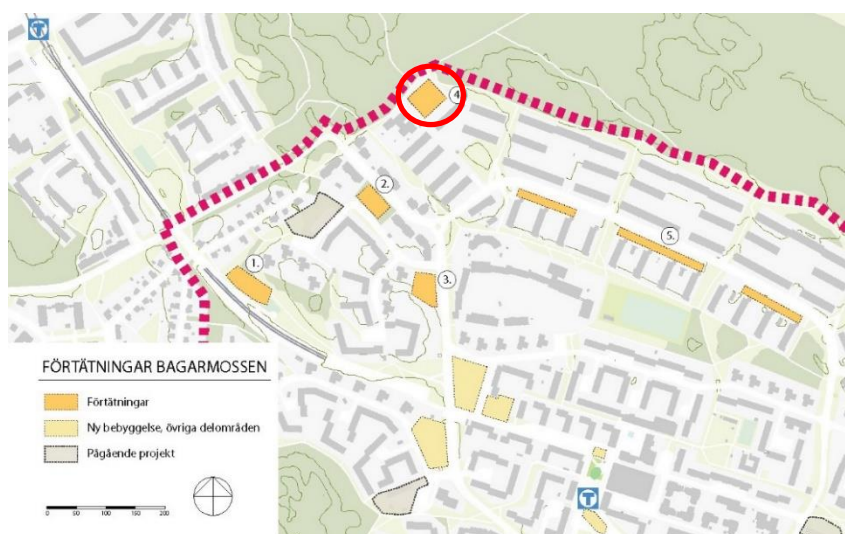 T
4
2.
1.
3.
5.
FÖRTÄTNINGAR BAGARMOSSEN
Förtätningar
Ny bebyggelse, övriga delområden
Pågående projekt
0 50 100 150 200
T